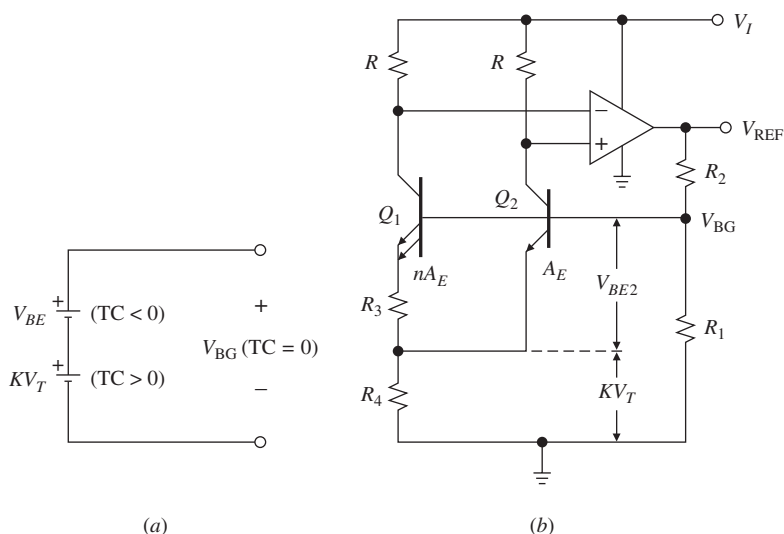 V_I
R
R
−
+
V_REF
R_2
Q_1
Q_2
V_BG
nA_E
A_E
V_BE2
R_3
R_1
KV_T
R_4
+
V_BE
(TC < 0)
+
V_BG (TC = 0)
+
KV_T
(TC > 0)
−
(a)
(b)